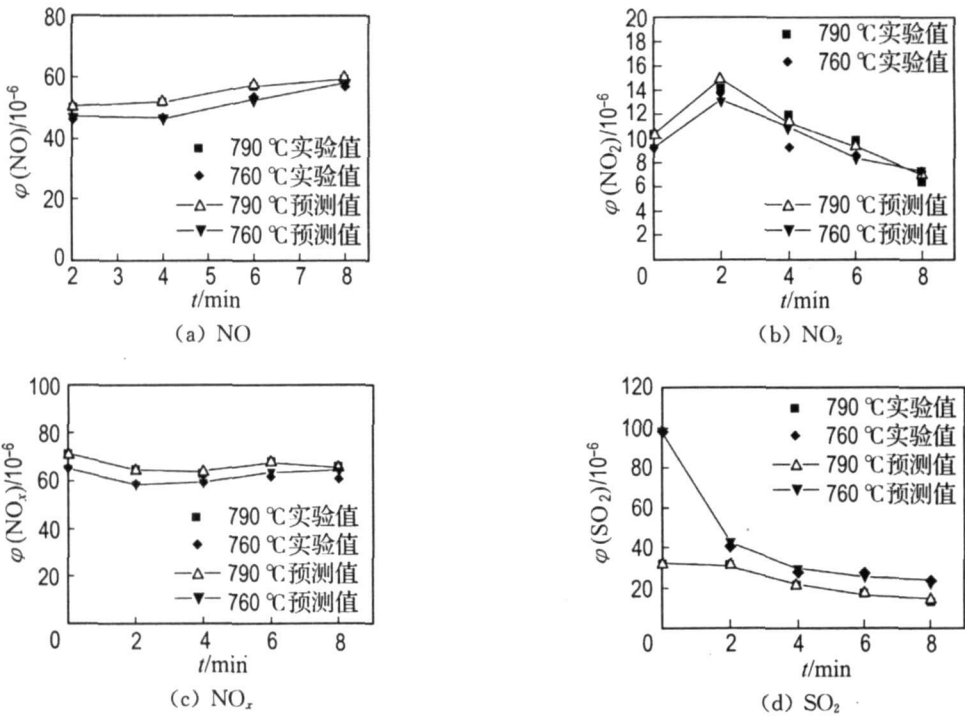 80
60
40
20
0
φ(NO)/10⁻⁶
2 3 4 5 6 7 8
t/min
790 ℃实验值
760 ℃实验值
790 ℃预测值
760 ℃预测值
(a) NO
20
18
16
14
12
10
8
6
4
2
φ(NO₂)/10⁻⁶
0 2 4 6 8
t/min
790 ℃实验值
760 ℃实验值
790 ℃预测值
760 ℃预测值
(b) NO₂
100
80
60
40
20
φ(NOₓ)/10⁻⁶
0 2 4 6 8
t/min
790 ℃实验值
760 ℃实验值
790 ℃预测值
760 ℃预测值
(c) NOₓ
120
100
80
60
40
20
φ(SO₂)/10⁻⁶
0 2 4 6 8
t/min
790 ℃实验值
760 ℃实验值
790 ℃预测值
760 ℃预测值
(d) SO₂